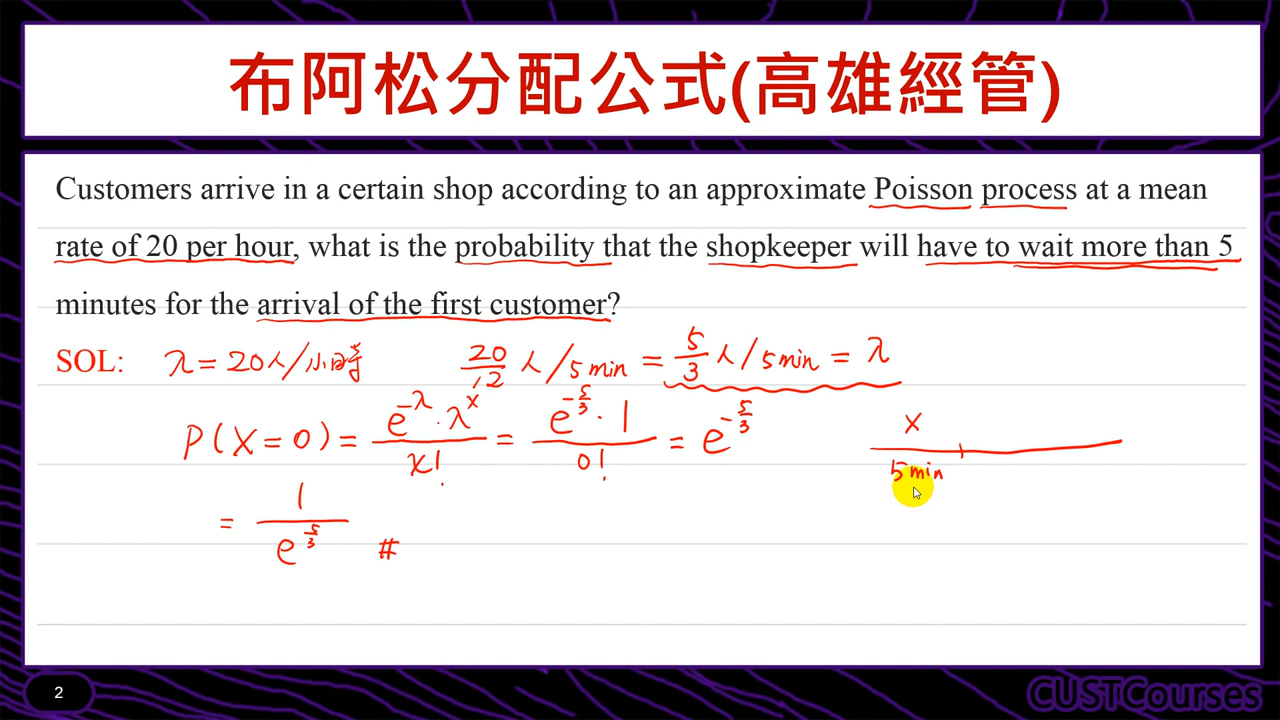 布阿松分配公式(高雄經管)
Customers arrive in a certain shop according to an approximate Poisson process at a mean
rate of 20 per hour, what is the probability that the shopkeeper will have to wait more than 5
minutes for the arrival of the first customer?
SOL: λ = 20人/小時 20/12 人/5min = 5/3 人/5min = λ
P(X=0) = e^{-λ}·λ^x / x! = e^{-5/3}·1 / 0! = e^{-5/3}
x
5min
= 1 / e^{5/3} #
2
CUSTCourses